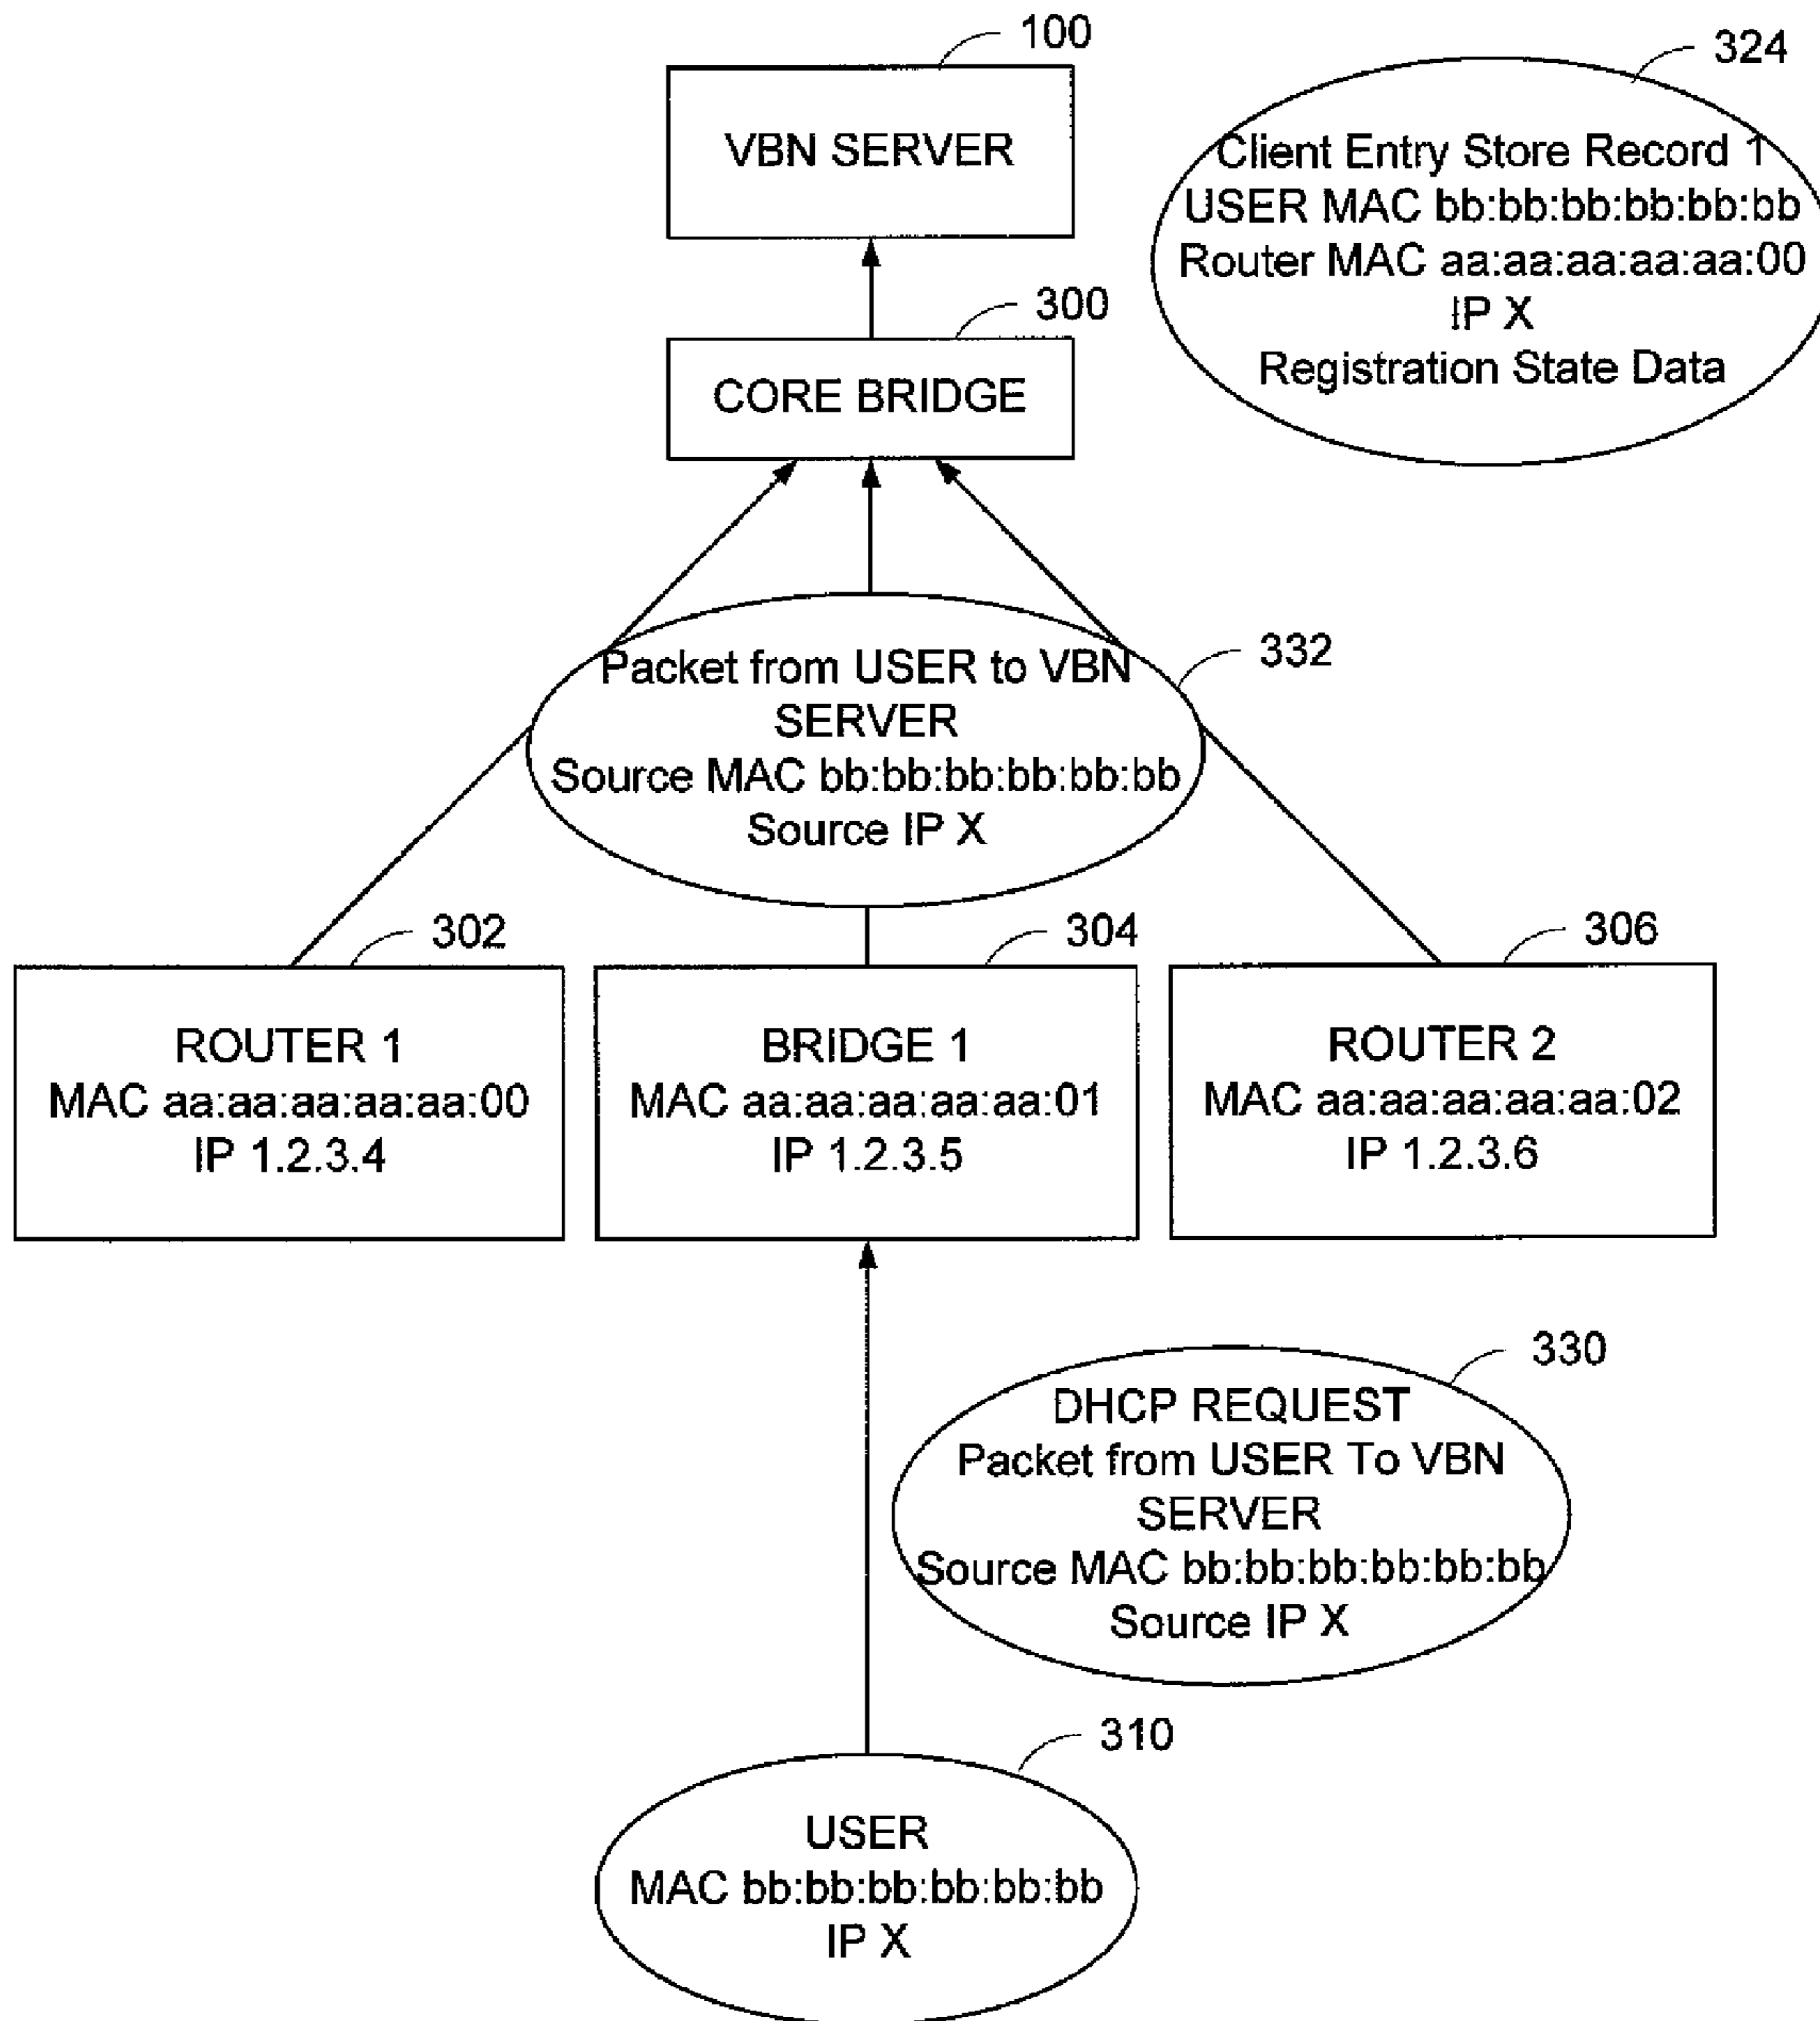 100
VBN SERVER
324
Client Entry Store Record 1
USER MAC bb:bb:bb:bb:bb:bb
Router MAC aa:aa:aa:aa:aa:00
IP X
Registration State Data
300
CORE BRIDGE
332
Packet from USER to VBN
SERVER
Source MAC bb:bb:bb:bb:bb:bb
Source IP X
302
ROUTER 1
MAC aa:aa:aa:aa:aa:00
IP 1.2.3.4
304
BRIDGE 1
MAC aa:aa:aa:aa:aa:01
IP 1.2.3.5
306
ROUTER 2
MAC aa:aa:aa:aa:aa:02
IP 1.2.3.6
330
DHCP REQUEST
Packet from USER To VBN
SERVER
Source MAC bb:bb:bb:bb:bb:bb
Source IP X
310
USER
MAC bb:bb:bb:bb:bb:bb
IP X